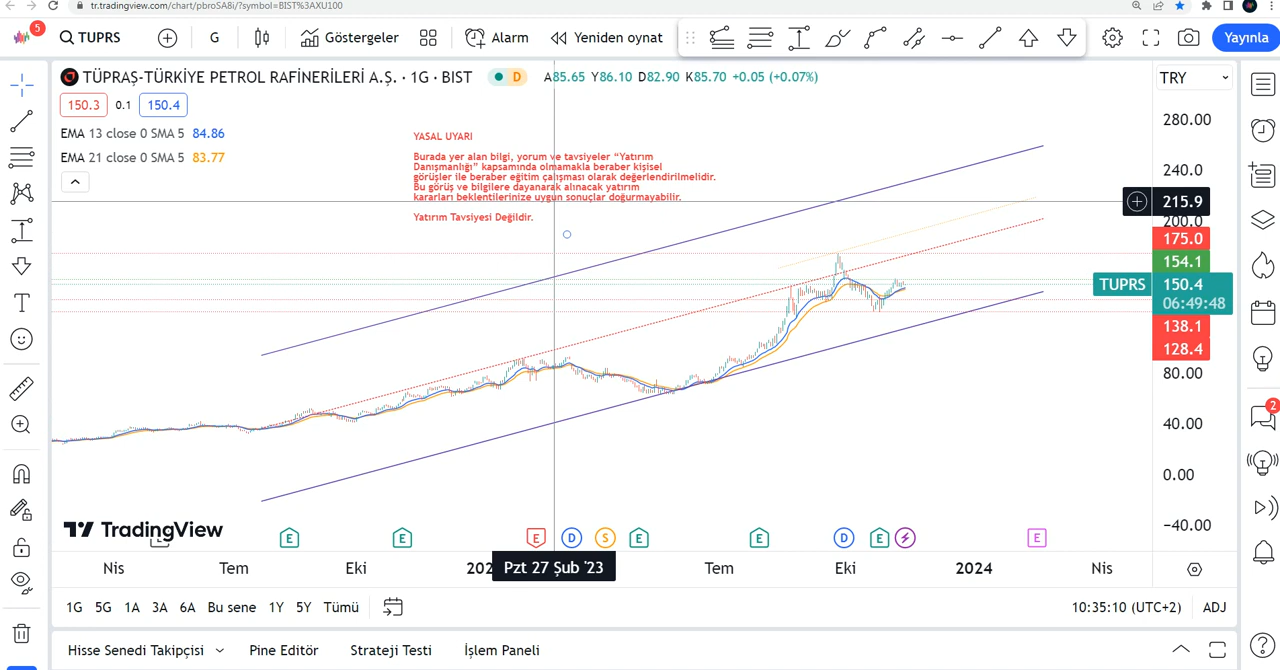 tr.tradingview.com/chart/pbroSA8i/?symbol=BIST%3AXU100
5
TUPRS
G
Göstergeler
Alarm
Yeniden oynat
Yayınla
TÜPRAŞ-TÜRKİYE PETROL RAFİNERİLERİ A.Ş. · 1G · BIST
D
A85.65 Y86.10 D82.90 K85.70 +0.05 (+0.07%)
TRY
150.3 0.1 150.4
EMA 13 close 0 SMA 5 84.86
EMA 21 close 0 SMA 5 83.77
YASAL UYARI
Burada yer alan bilgi, yorum ve tavsiyeler “Yatırım
Danışmanlığı” kapsamında olmamakla beraber kişisel
görüşler ile beraber eğitim çalışması olarak değerlendirilmelidir.
Bu görüş ve bilgilere dayanarak alınacak yatırım
kararları beklentilerinize uygun sonuçlar doğurmayabilir.
Yatırım Tavsiyesi Değildir.
280.00
240.0
215.9
200.0
175.0
154.1
TUPRS 150.4
06:49:48
138.1
128.4
80.00
40.00
0.00
−40.00
2
T
TradingView
E E E D S E E D E E
Nis Tem Eki 202 Pzt 27 Şub '23 Tem Eki 2024 Nis
1G 5G 1A 3A 6A Bu sene 1Y 5Y Tümü
10:35:10 (UTC+2) ADJ
Hisse Senedi Takipçisi Pine Editör Strateji Testi İşlem Paneli